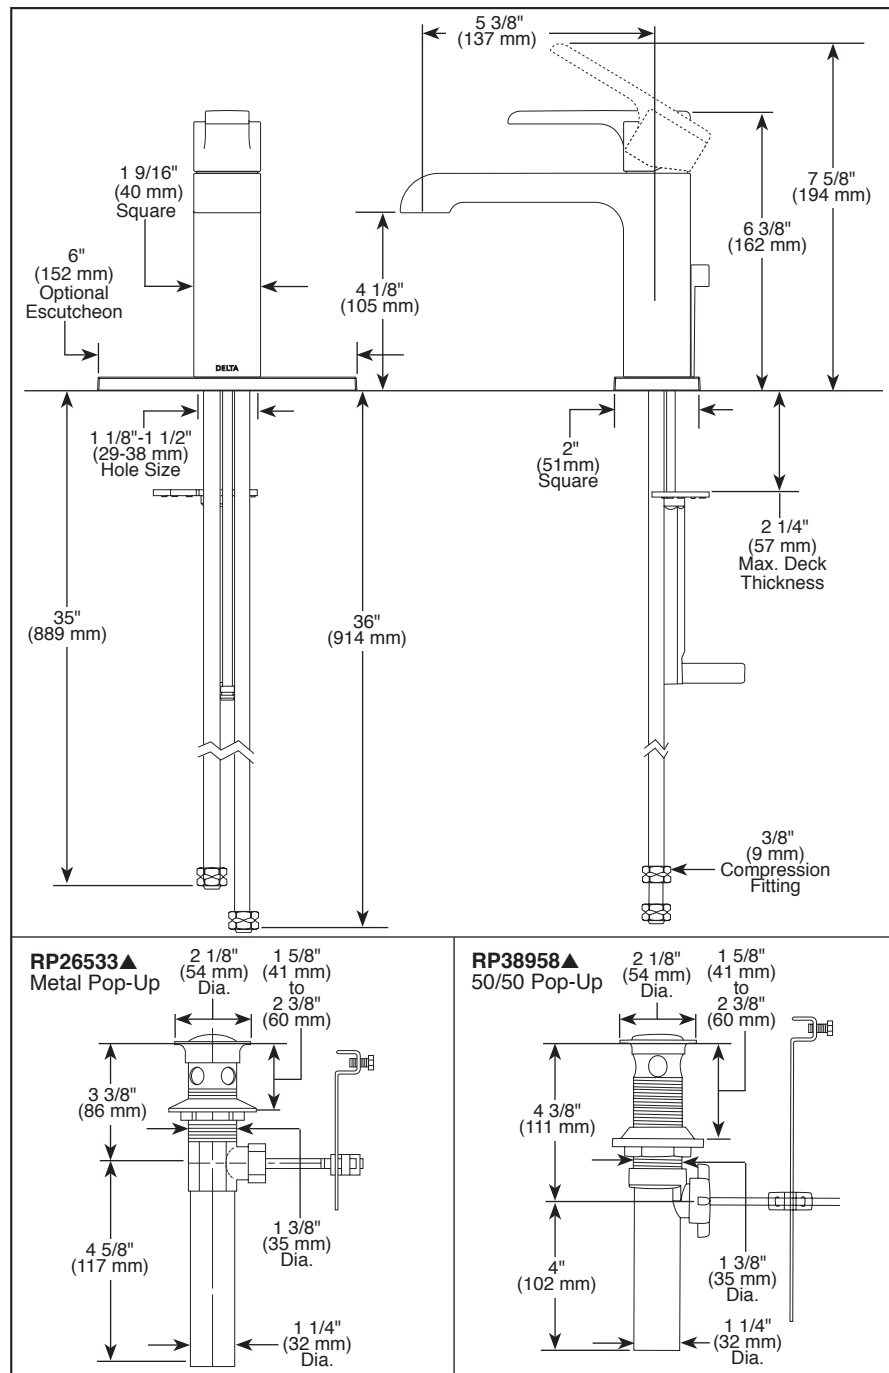 5 3/8"
(137 mm)
1 9/16"
(40 mm)
Square
7 5/8"
(194 mm)
6 3/8"
(162 mm)
6"
(152 mm)
Optional
Escutcheon
4 1/8"
(105 mm)
DELTA
1 1/8"-1 1/2"
(29-38 mm)
Hole Size
2"
(51mm)
Square
2 1/4"
(57 mm)
Max. Deck
Thickness
35"
(889 mm)
36"
(914 mm)
3/8"
(9 mm)
Compression
Fitting
RP26533▲
Metal Pop-Up
2 1/8"
(54 mm)
Dia.
1 5/8"
(41 mm)
to
2 3/8"
(60 mm)
3 3/8"
(86 mm)
4 5/8"
(117 mm)
1 3/8"
(35 mm)
Dia.
1 1/4"
(32 mm)
Dia.
RP38958▲
50/50 Pop-Up
2 1/8"
(54 mm)
Dia.
1 5/8"
(41 mm)
to
2 3/8"
(60 mm)
4 3/8"
(111 mm)
4"
(102 mm)
1 3/8"
(35 mm)
Dia.
1 1/4"
(32 mm)
Dia.